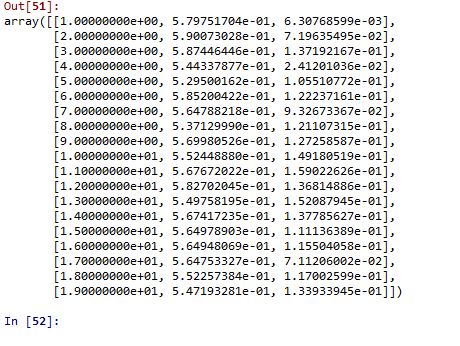 Out[51]:
array([[1.00000000e+00, 5.79751704e-01, 6.30768599e-03],
[2.00000000e+00, 5.90073028e-01, 7.19635495e-02],
[3.00000000e+00, 5.87446446e-01, 1.37192167e-01],
[4.00000000e+00, 5.44337877e-01, 2.41201036e-02],
[5.00000000e+00, 5.29500162e-01, 1.05510772e-01],
[6.00000000e+00, 5.85200422e-01, 1.22237161e-01],
[7.00000000e+00, 5.64788218e-01, 9.32673367e-02],
[8.00000000e+00, 5.37129990e-01, 1.21107315e-01],
[9.00000000e+00, 5.69980526e-01, 1.27258587e-01],
[1.00000000e+01, 5.52448880e-01, 1.49180519e-01],
[1.10000000e+01, 5.67672022e-01, 1.59022626e-01],
[1.20000000e+01, 5.82702045e-01, 1.36814886e-01],
[1.30000000e+01, 5.49758195e-01, 1.52087945e-01],
[1.40000000e+01, 5.67417235e-01, 1.37785627e-01],
[1.50000000e+01, 5.64978903e-01, 1.11136389e-01],
[1.60000000e+01, 5.64948069e-01, 1.15504058e-01],
[1.70000000e+01, 5.64753327e-01, 7.11206002e-02],
[1.80000000e+01, 5.52257384e-01, 1.17002599e-01],
[1.90000000e+01, 5.47193281e-01, 1.33933945e-01]])
In [52]: